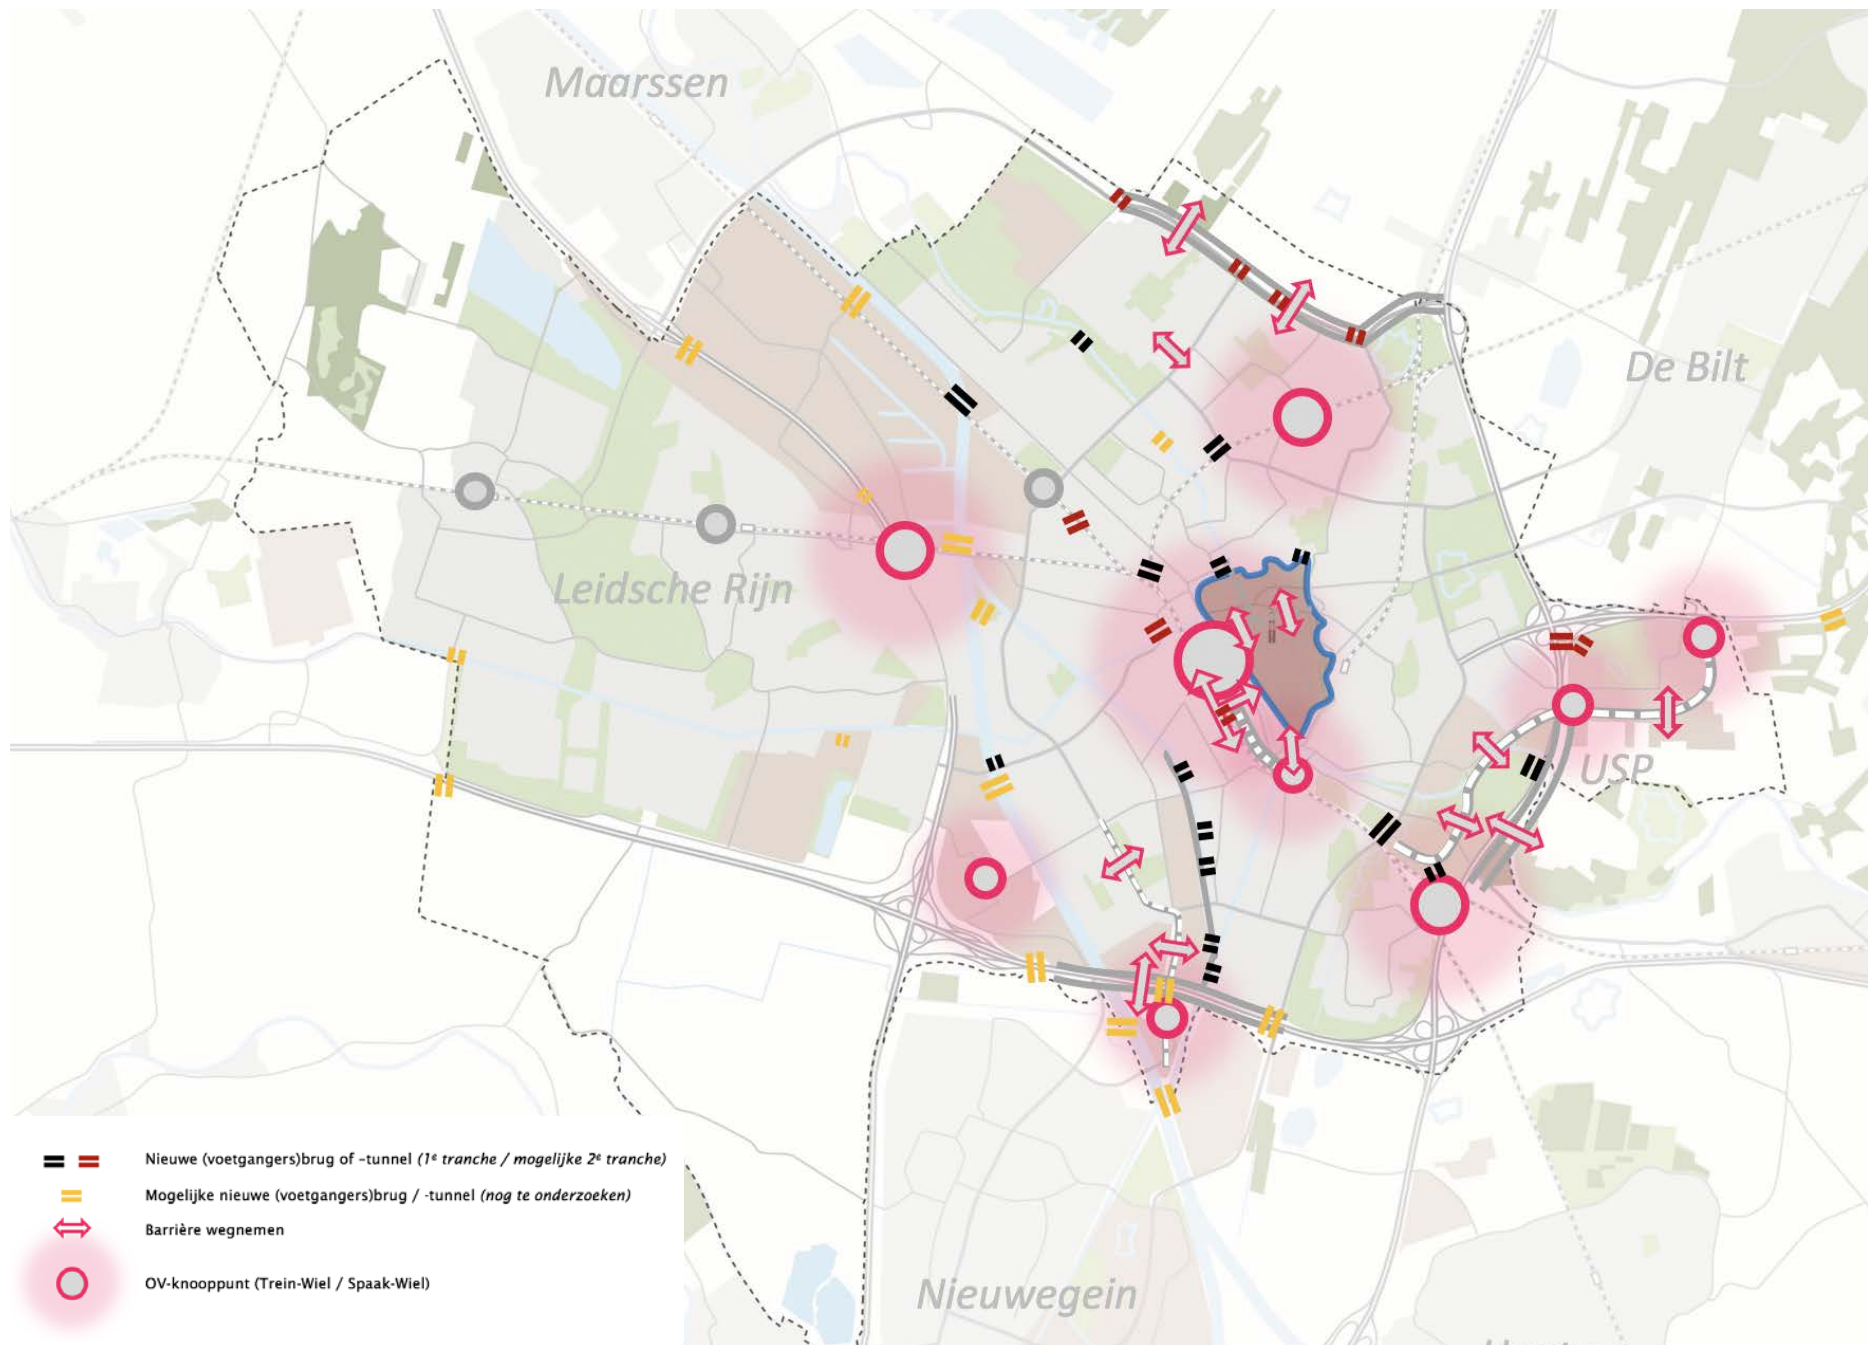 Maarssen
De Bilt
Leidsche Rijn
USP
Nieuwe (voetgangers)brug of –tunnel (1ᵉ tranche / mogelijke 2ᵉ tranche)
Mogelijke nieuwe (voetgangers)brug / -tunnel (nog te onderzoeken)
Barrière wegnemen
OV-knooppunt (Trein-Wiel / Spaak-Wiel)
Nieuwegein